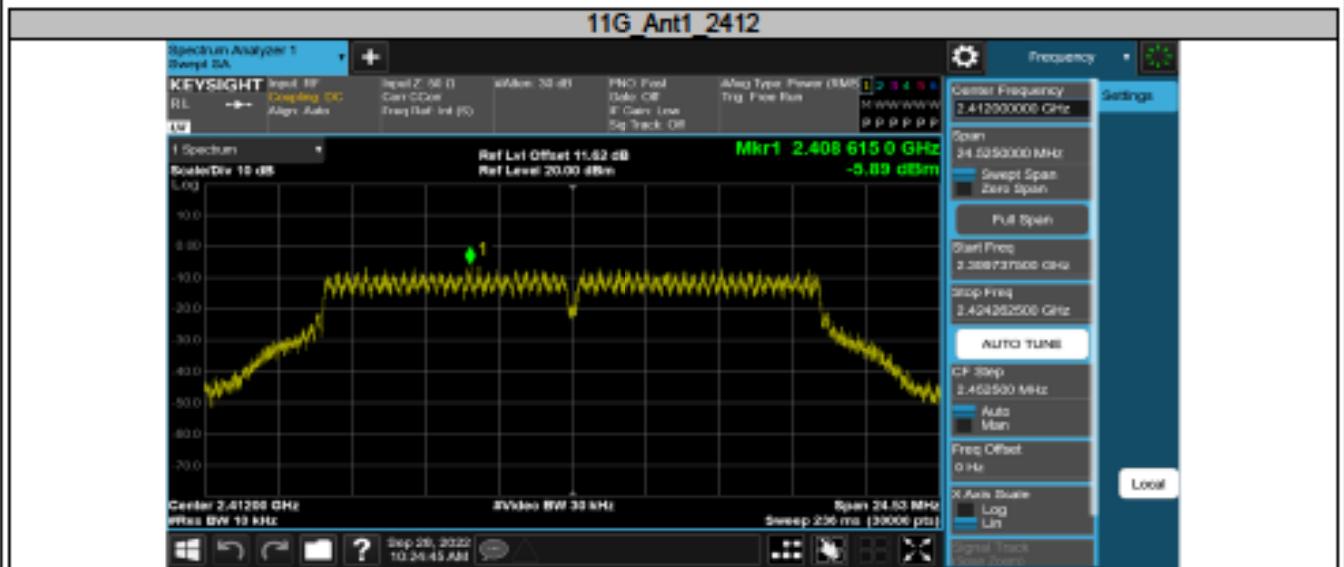 11G_Ant1_2412
Spectrum Analyzer 1
Swept SA
+
Frequency
KEYSIGHT
RL
Input: RF
Coupling: DC
Align: Auto
Input Z: 50 Ω
Corr CCorr
Freq Ref: Int (S)
#Atten: 30 dB
PNO: Fast
Gate: Off
IF Gain: Low
Sig Track: Off
#Avg Type: Power (RMS
Trig: Free Run
1 2 3 4 5 6
M W W W W W
P P P P P P
1 Spectrum
Scale/Div 10 dB
Ref Lvl Offset 11.62 dB
Ref Level 20.00 dBm
Mkr1 2.408 615 0 GHz
-5.89 dBm
Log
10.0
0.00
-10.0
-20.0
-30.0
-40.0
-50.0
-60.0
-70.0
1
Center 2.41200 GHz
#Res BW 10 kHz
#Video BW 30 kHz
Span 24.53 MHz
Sweep 236 ms (30000 pts)
Center Frequency
2.412000000 GHz
Settings
Span
24.5250000 MHz
Swept Span
Zero Span
Full Span
Start Freq
2.399737500 GHz
Stop Freq
2.424262500 GHz
AUTO TUNE
CF Step
2.452500 MHz
Auto
Man
Freq Offset
0 Hz
X Axis Scale
Log
Lin
Local
Signal Track
(Span Zoom)
?
Sep 28, 2022
10:24:45 AM